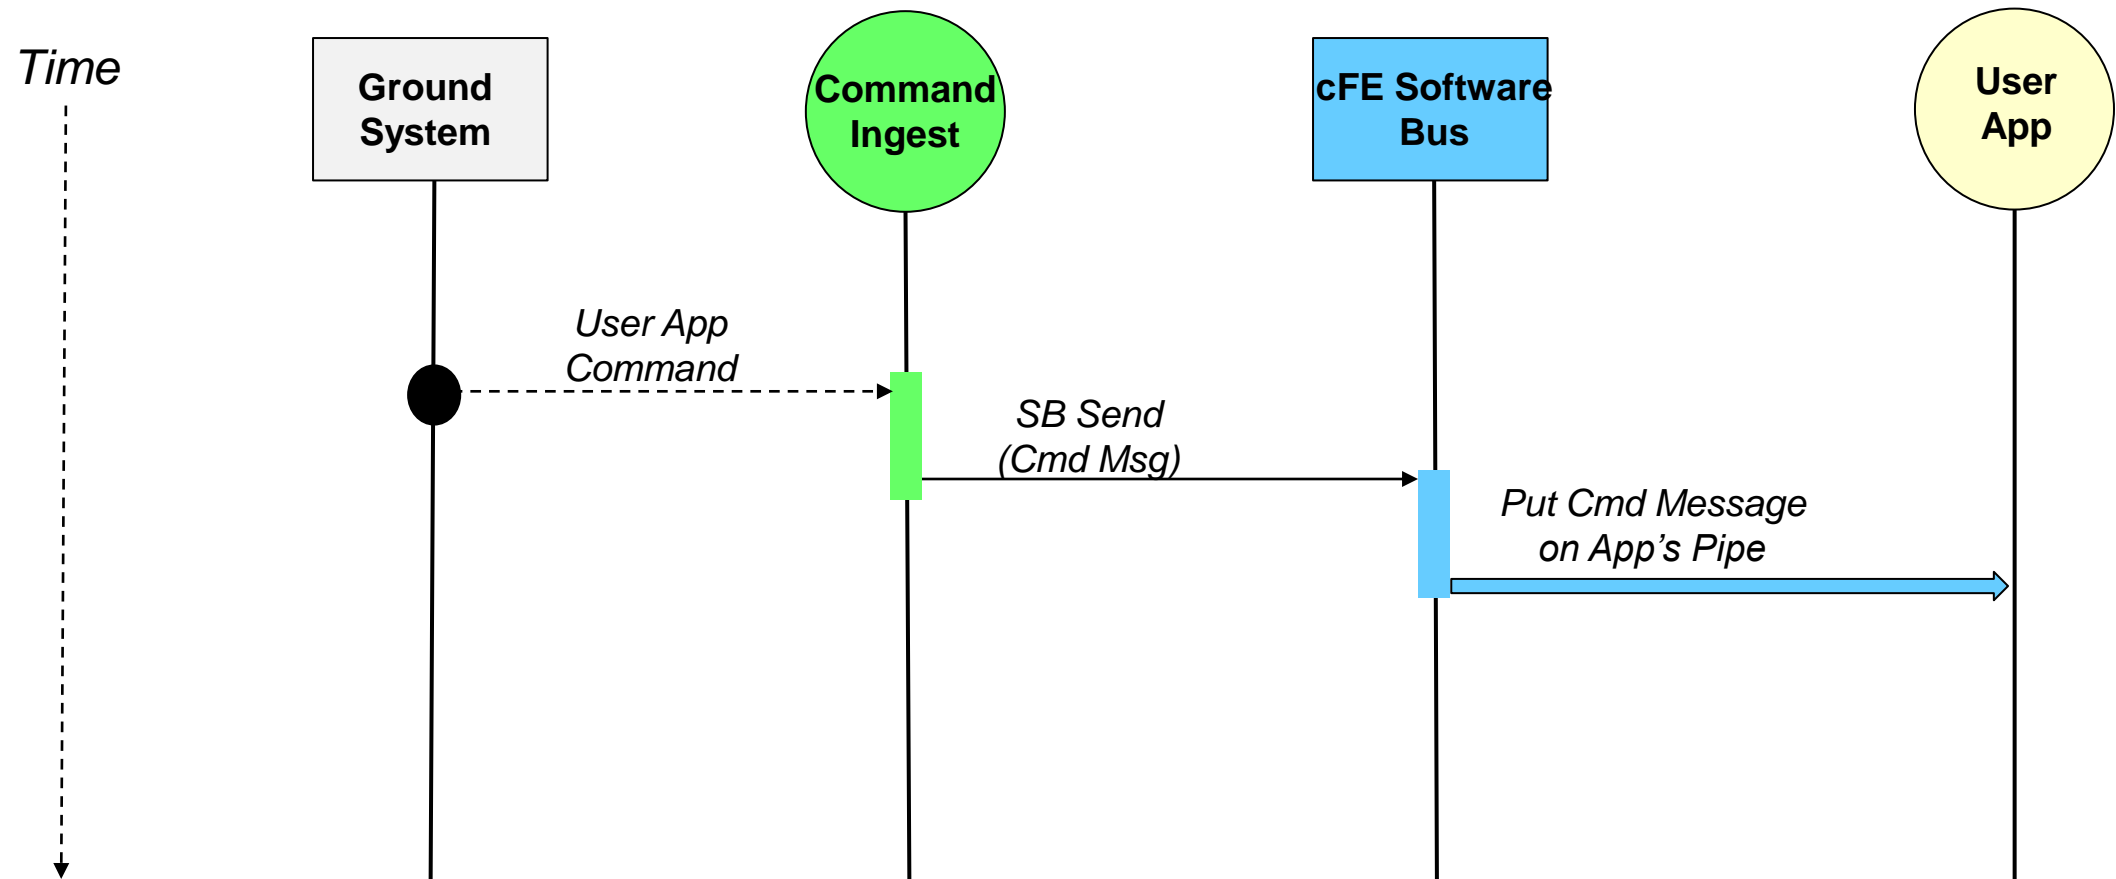 Time
Ground
System
Command
Ingest
cFE Software
Bus
User
App
User App
Command
SB Send
(Cmd Msg)
Put Cmd Message
on App’s Pipe